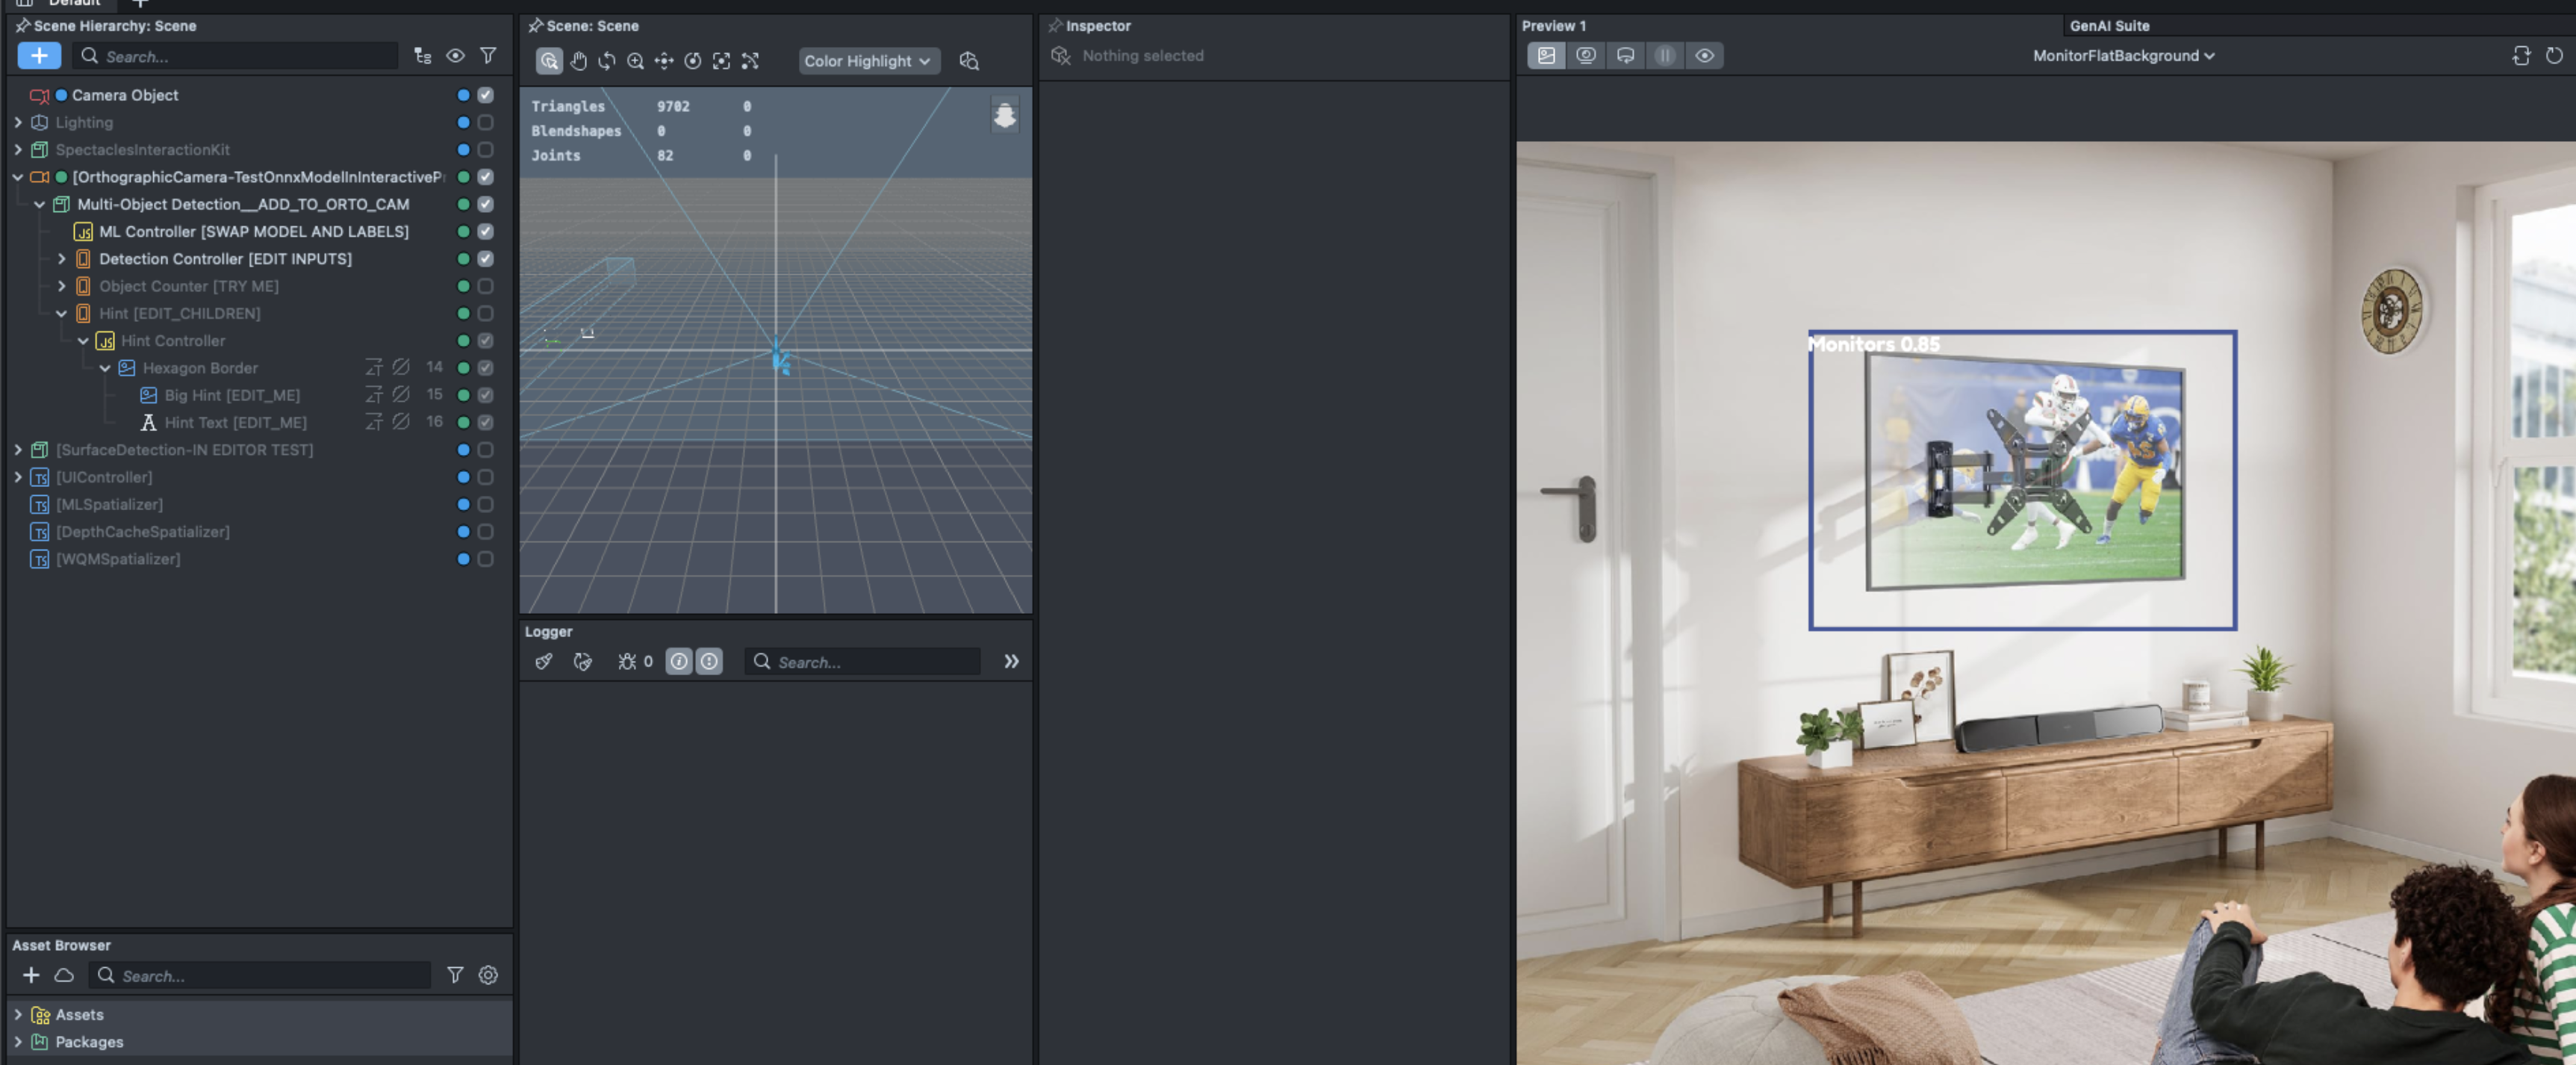 Default
Scene Hierarchy: Scene
Search...
Camera Object
Lighting
SpectaclesInteractionKit
[OrthographicCamera-TestOnnxModelInInteractiveP
Multi-Object Detection__ADD_TO_ORTO_CAM
ML Controller [SWAP MODEL AND LABELS]
Detection Controller [EDIT INPUTS]
Object Counter [TRY ME]
Hint [EDIT_CHILDREN]
Hint Controller
Hexagon Border 14
Big Hint [EDIT_ME] 15
Hint Text [EDIT_ME] 16
[SurfaceDetection-IN EDITOR TEST]
[UIController]
[MLSpatializer]
[DepthCacheSpatializer]
[WQMSpatializer]
Asset Browser
Search...
Assets
Packages
Scene: Scene
Color Highlight
Triangles 9702 0
Blendshapes 0 0
Joints 82 0
Logger
0
Search...
Inspector
Nothing selected
Preview 1
GenAI Suite
MonitorFlatBackground
Monitors 0.85